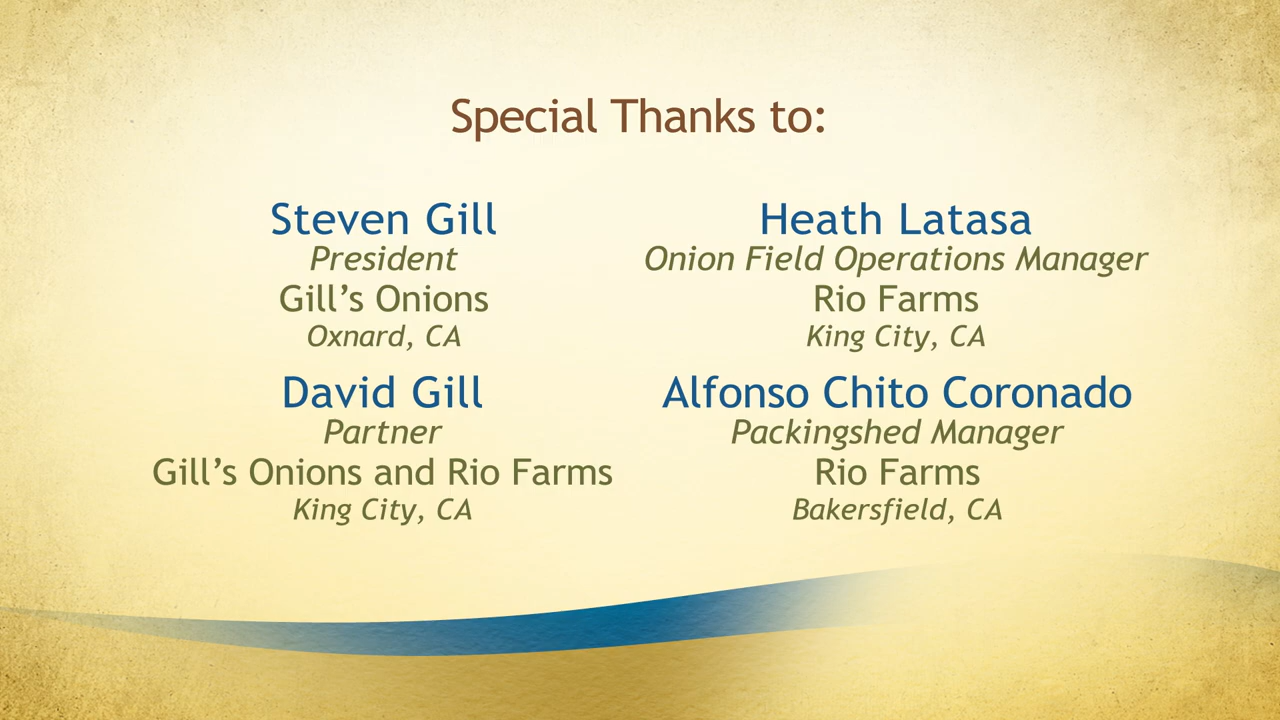 Special Thanks to:
Steven Gill
President
Gill’s Onions
Oxnard, CA
Heath Latasa
Onion Field Operations Manager
Rio Farms
King City, CA
David Gill
Partner
Gill’s Onions and Rio Farms
King City, CA
Alfonso Chito Coronado
Packingshed Manager
Rio Farms
Bakersfield, CA